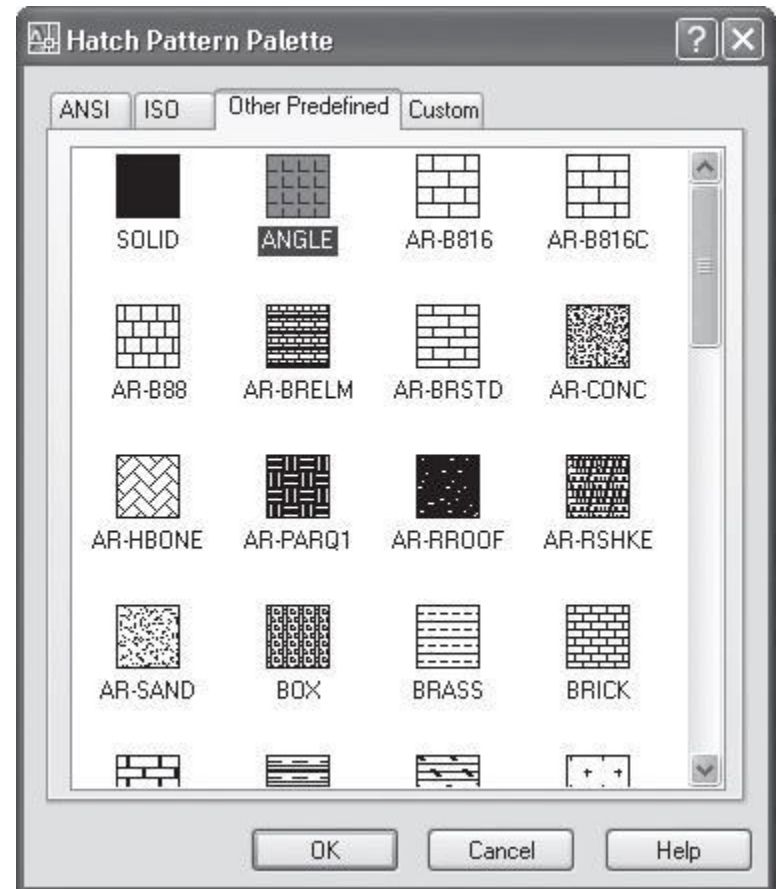 Hatch Pattern Palette
ANSI ISO Other Predefined Custom
SOLID ANGLE AR-B816 AR-B816C
AR-B88 AR-BRELM AR-BRSTD AR-CONC
AR-HBONE AR-PARQ1 AR-RROOF AR-RSHKE
AR-SAND BOX BRASS BRICK
OK Cancel Help